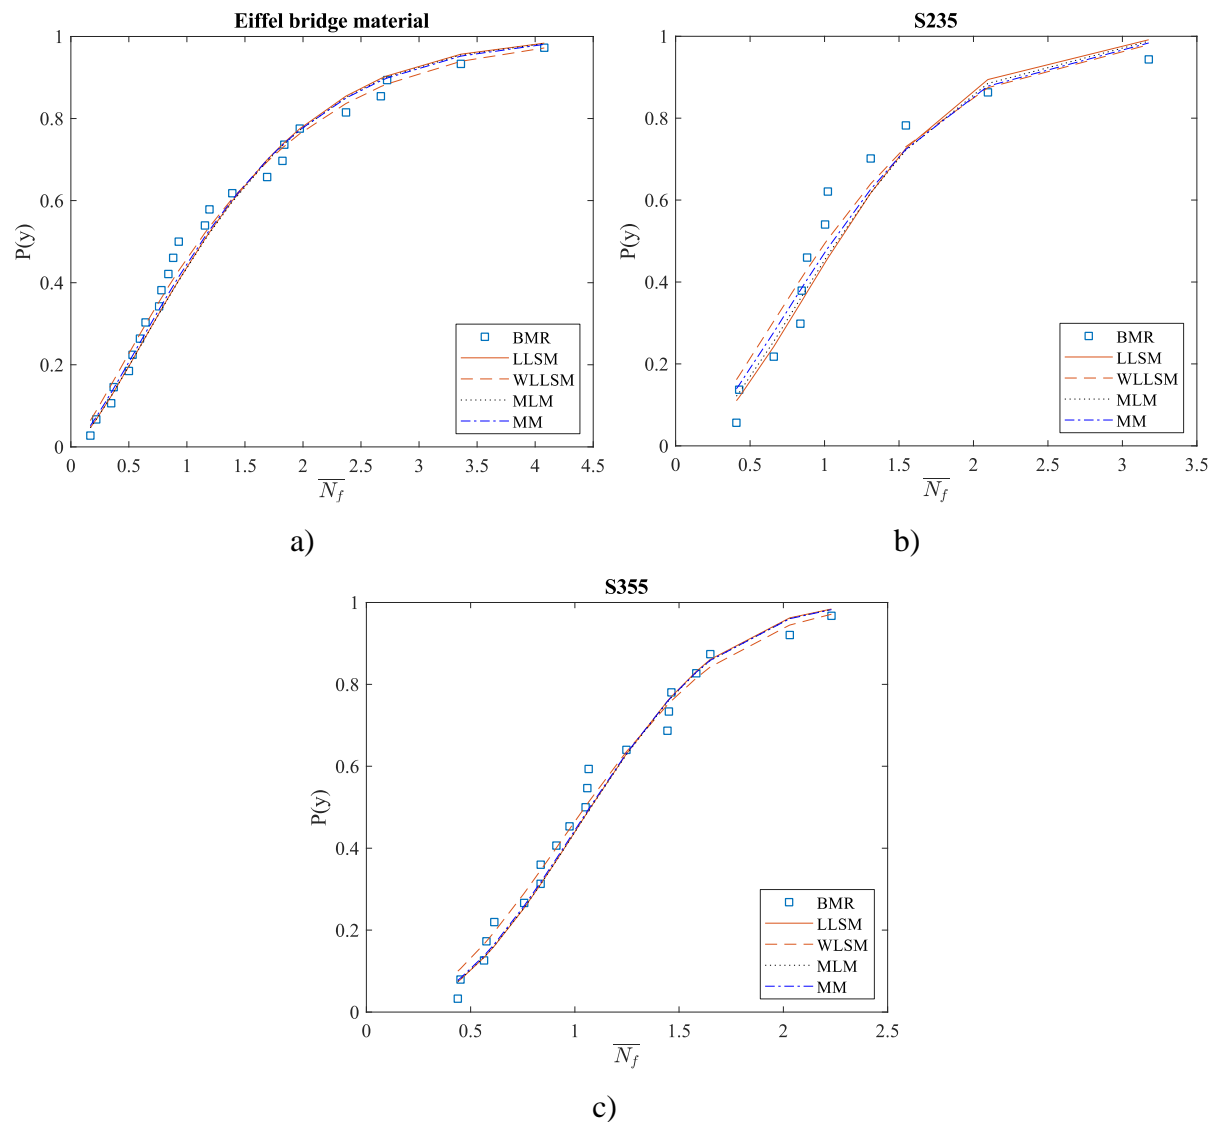 Eiffel bridge material
1
0.8
0.6
0.4
0.2
0
P(y)
0 0.5 1 1.5 2 2.5 3 3.5 4 4.5
N_f
BMR
LLSM
WLLSM
MLM
MM
a)
S235
1
0.8
0.6
0.4
0.2
0
P(y)
0 0.5 1 1.5 2 2.5 3 3.5
N_f
BMR
LLSM
WLLSM
MLM
MM
b)
S355
1
0.8
0.6
0.4
0.2
0
P(y)
0 0.5 1 1.5 2 2.5
N_f
BMR
LLSM
WLSM
MLM
MM
c)